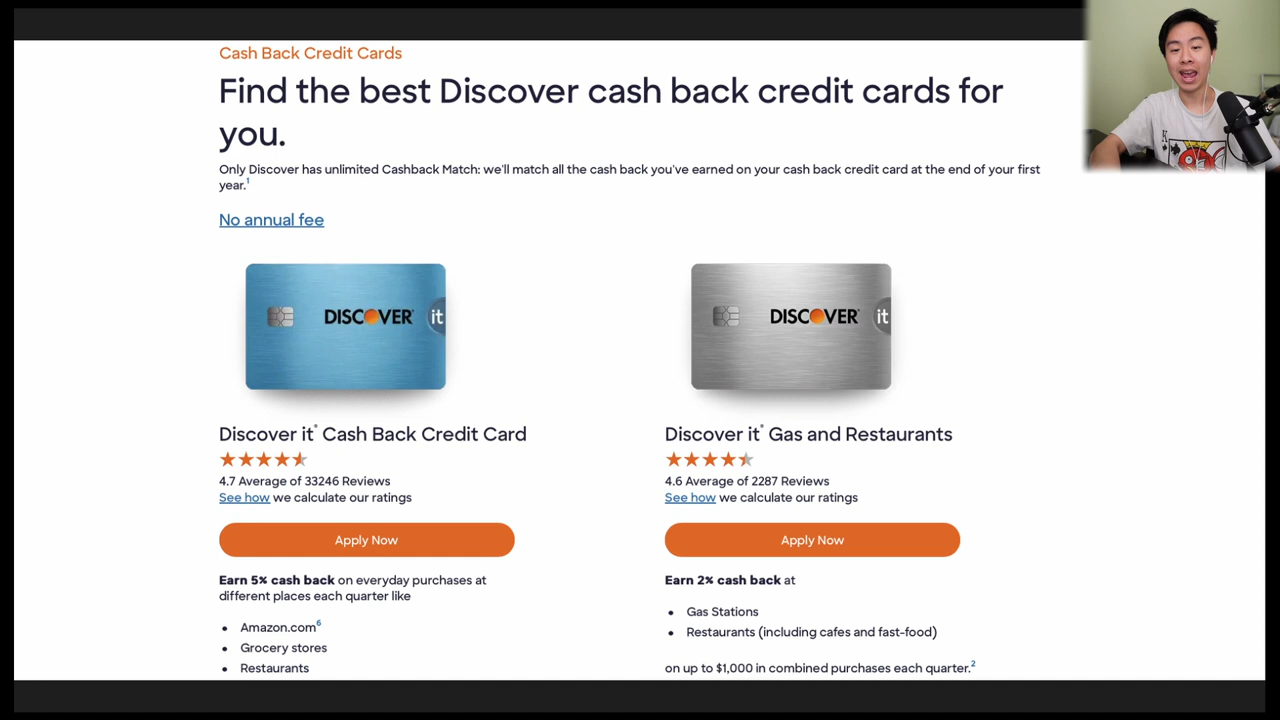 Cash Back Credit Cards
Find the best Discover cash back credit cards for
you.
Only Discover has unlimited Cashback Match: we'll match all the cash back you've earned on your cash back credit card at the end of your first
year.1
No annual fee
DISCOVER it
DISCOVER it
Discover it® Cash Back Credit Card
4.7 Average of 33246 Reviews
See how we calculate our ratings
Apply Now
Earn 5% cash back on everyday purchases at
different places each quarter like
• Amazon.com6
• Grocery stores
• Restaurants
Discover it® Gas and Restaurants
4.6 Average of 2287 Reviews
See how we calculate our ratings
Apply Now
Earn 2% cash back at
• Gas Stations
• Restaurants (including cafes and fast-food)
on up to $1,000 in combined purchases each quarter.2
K